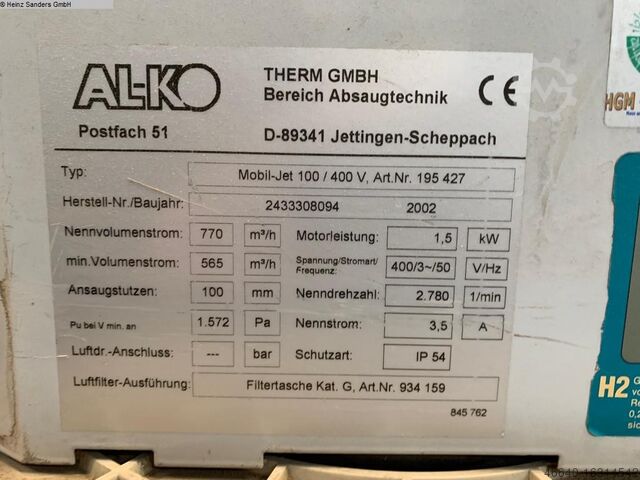 © Heinz Sanders GmbH
AL-KO THERM GMBH
Bereich Absaugtechnik CE
Postfach 51 D-89341 Jettingen-Scheppach
Typ: Mobil-Jet 100 / 400 V, Art.Nr. 195 427
Herstell-Nr./Baujahr: 2433308094 2002
Nennvolumenstrom: 770 m³/h Motorleistung: 1,5 kW
min.Volumenstrom: 565 m³/h Spannung/Stromart/Frequenz: 400/3~/50 V/Hz
Ansaugstutzen: 100 mm Nenndrehzahl: 2.780 1/min
Pu bei V min. an 1.572 Pa Nennstrom: 3,5 A
Luftdr.-Anschluss: --- bar Schutzart: IP 54
Luftfilter-Ausführung: Filtertasche Kat. G, Art.Nr. 934 159
845 762
HGM
H2